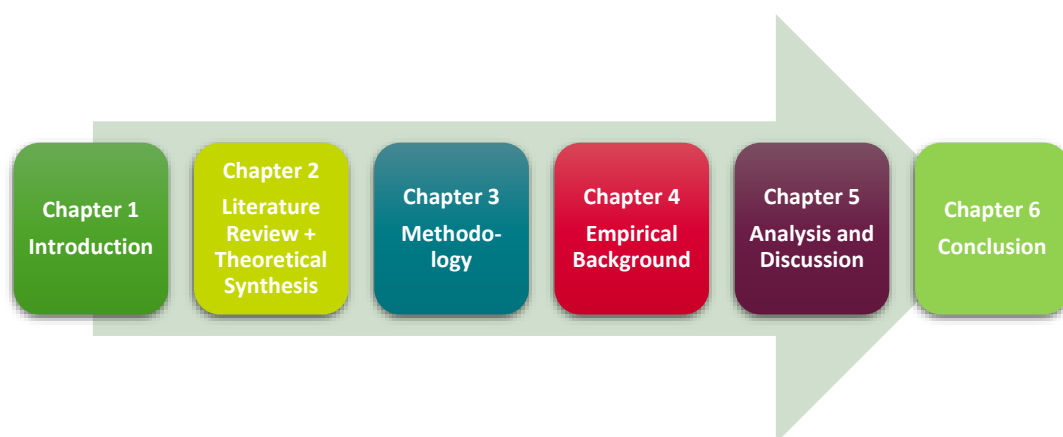 Chapter 1
Introduction
Chapter 2
Literature
Review +
Theoretical
Synthesis
Chapter 3
Methodo-
logy
Chapter 4
Empirical
Background
Chapter 5
Analysis and
Discussion
Chapter 6
Conclusion